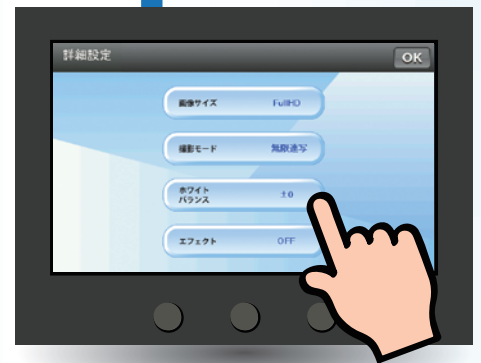 詳細設定
OK
画像サイズ FullHD
撮影モード 無限連写
ホワイト
バランス ±0
エフェクト OFF